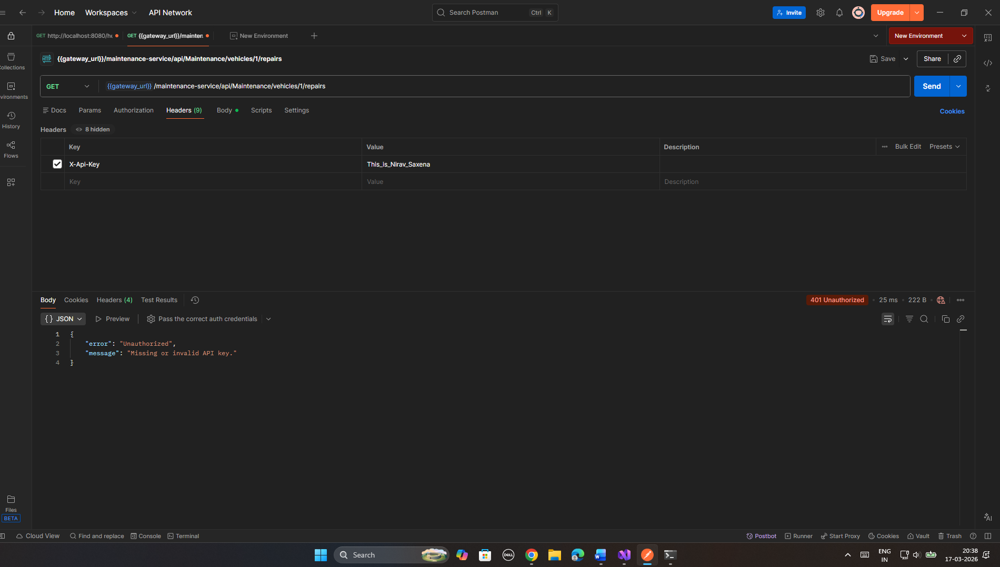 Home Workspaces API Network Search Postman Ctrl K Invite Upgrade
GET http://localhost:8080/he GET {{gateway_url}}/mainten New Environment New Environment
HTTP {{gateway_url}}/maintenance-service/api/Maintenance/vehicles/1/repairs Save Share
Collections
GET {{gateway_url}} /maintenance-service/api/Maintenance/vehicles/1/repairs Send
vironments
Docs Params Authorization Headers (9) Body Scripts Settings Cookies
History
Headers 8 hidden
Key Value Description Bulk Edit Presets
Flows
X-Api-Key This_is_Nirav_Saxena
Key Value Description
Body Cookies Headers (4) Test Results 401 Unauthorized 25 ms 222 B
{} JSON Preview Pass the correct auth credentials
1 {
2 "error": "Unauthorized",
3 "message": "Missing or invalid API key."
4 }
Files
BETA
AI
Cloud View Find and replace Console Terminal Postbot Runner Start Proxy Cookies Vault Trash
Search DELL ENG
IN 20:38
17-03-2026